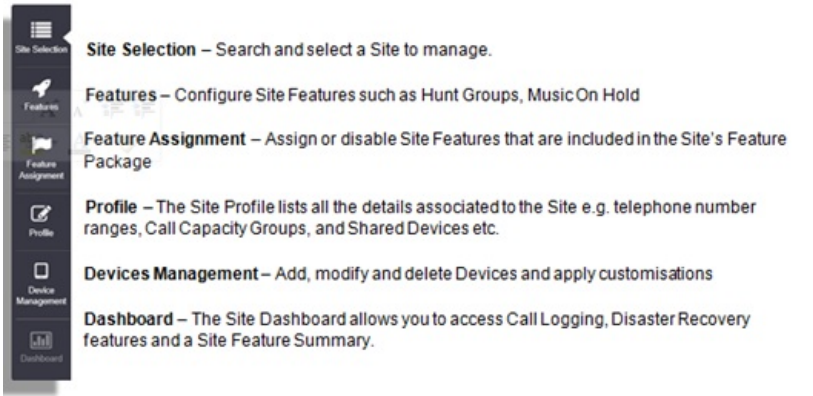 Site Selection
Site Selection – Search and select a Site to manage.
Features
Features – Configure Site Features such as Hunt Groups, Music On Hold
Feature
Assignment
Feature Assignment – Assign or disable Site Features that are included in the Site's Feature
Package
Profile
Profile – The Site Profile lists all the details associated to the Site e.g. telephone number
ranges, Call Capacity Groups, and Shared Devices etc.
Device
Management
Devices Management – Add, modify and delete Devices and apply customisations
Dashboard
Dashboard – The Site Dashboard allows you to access Call Logging, Disaster Recovery
features and a Site Feature Summary.